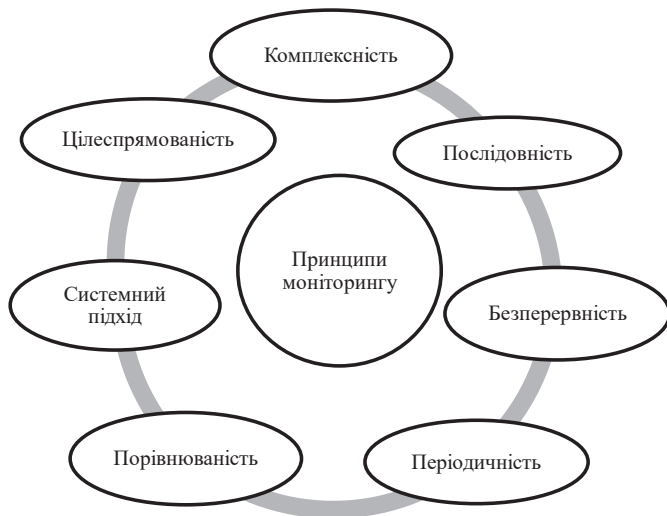 Комплексність
Цілеспрямованість
Послідовність
Принципи
моніторингу
Системний
підхід
Безперервність
Порівнюваність
Періодичність